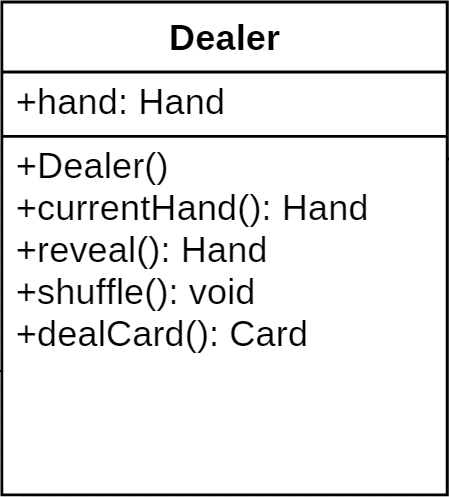 Dealer
+hand: Hand
+Dealer()
+currentHand(): Hand
+reveal(): Hand
+shuffle(): void
+dealCard(): Card